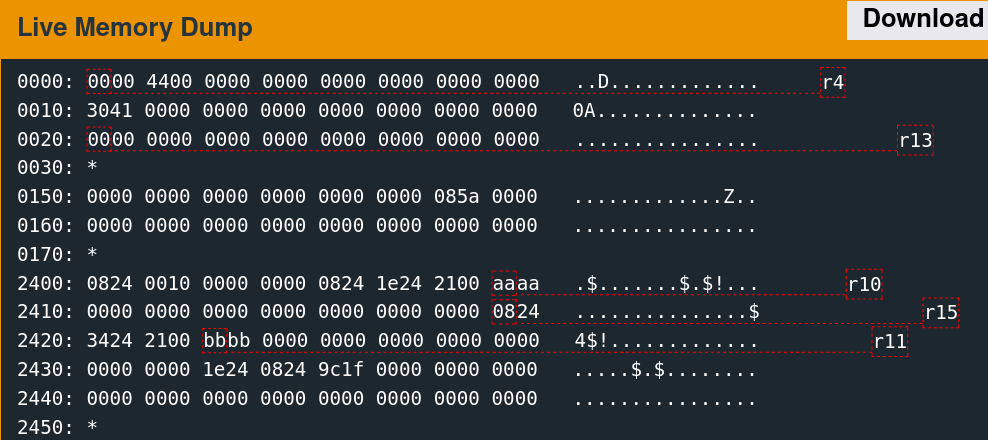 Live Memory Dump
Download
0000: 0000 4400 0000 0000 0000 0000 0000 0000 ..D............. r4
0010: 3041 0000 0000 0000 0000 0000 0000 0000 0A..............
0020: 0000 0000 0000 0000 0000 0000 0000 0000 ................ r13
0030: *
0150: 0000 0000 0000 0000 0000 0000 085a 0000 .............Z..
0160: 0000 0000 0000 0000 0000 0000 0000 0000 ................
0170: *
2400: 0824 0010 0000 0000 0824 1e24 2100 aaaa .$.......$.$!... r10
2410: 0000 0000 0000 0000 0000 0000 0000 0824 ...............$ r15
2420: 3424 2100 bbbb 0000 0000 0000 0000 0000 4$!............. r11
2430: 0000 0000 1e24 0824 9c1f 0000 0000 0000 .....$.$........
2440: 0000 0000 0000 0000 0000 0000 0000 0000 ................
2450: *